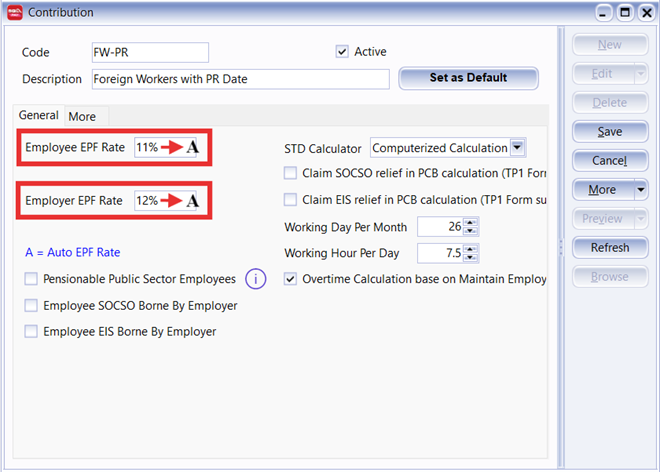 Contribution
Code FW-PR Active
Description Foreign Workers with PR Date Set as Default
General More
Employee EPF Rate 11% A
Employer EPF Rate 12% A
A = Auto EPF Rate
Pensionable Public Sector Employees i
Employee SOCSO Borne By Employer
Employee EIS Borne By Employer
STD Calculator Computerized Calculation
Claim SOCSO relief in PCB calculation (TP1 Form
Claim EIS relief in PCB calculation (TP1 Form su
Working Day Per Month 26
Working Hour Per Day 7.5
Overtime Calculation base on Maintain Employ
New
Edit
Delete
Save
Cancel
More
Preview
Refresh
Browse